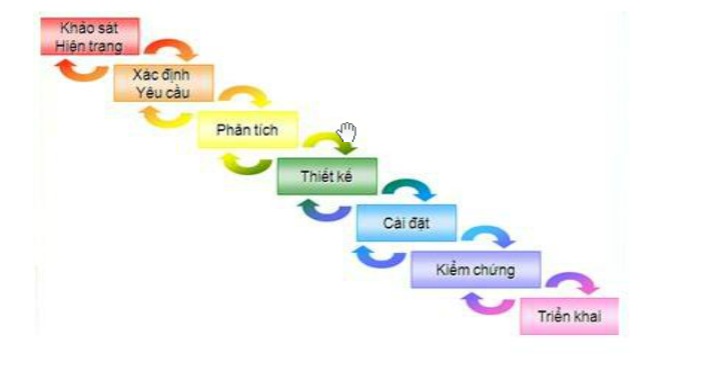 Khảo sát
Hiện trạng
Xác định
Yêu cầu
Phân tích
Thiết kế
Cài đặt
Kiểm chứng
Triển khai